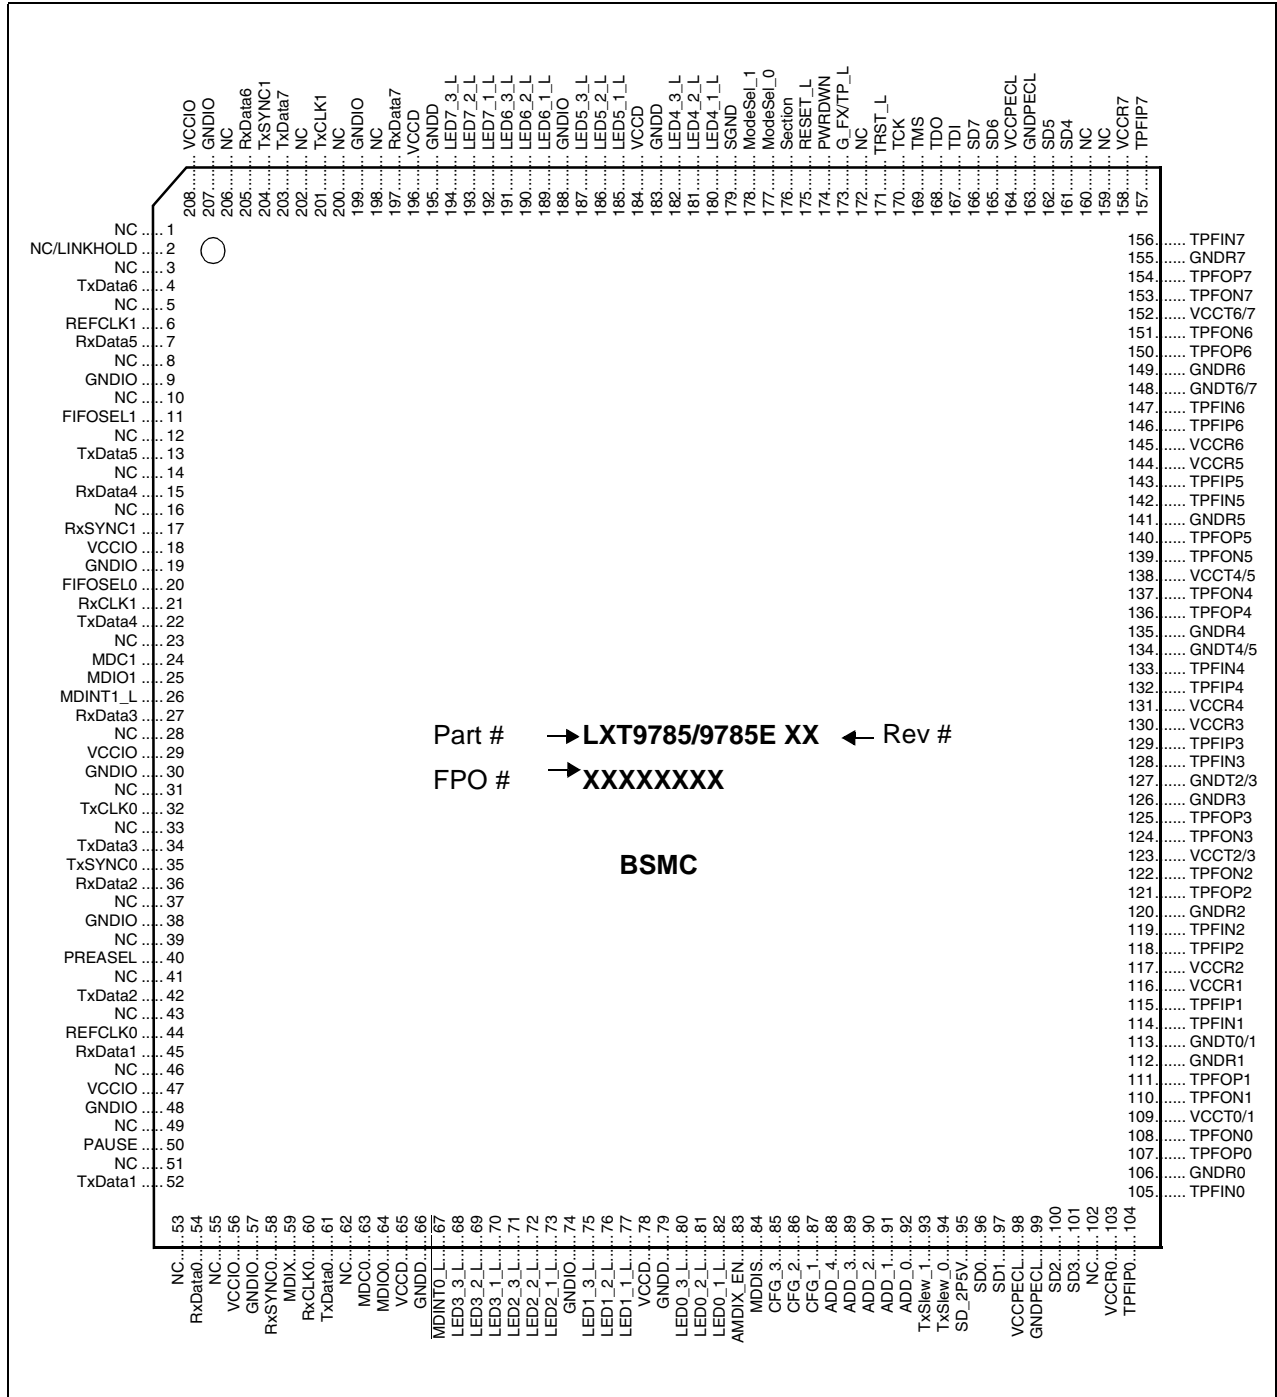 208 VCCIO
207 GNDIO
206 NC
205 RxData6
204 TxSYNC1
203 TxData7
202 NC
201 TxCLK1
200 NC
199 GNDIO
198 NC
197 RxData7
196 VCCD
195 GNDD
194 LED7_3_L
193 LED7_2_L
192 LED7_1_L
191 LED6_3_L
190 LED6_2_L
189 LED6_1_L
188 GNDIO
187 LED5_3_L
186 LED5_2_L
185 LED5_1_L
184 VCCD
183 GNDD
182 LED4_3_L
181 LED4_2_L
180 LED4_1_L
179 SGND
178 ModeSel_1
177 ModeSel_0
176 Section
175 RESET_L
174 PWRDWN
173 G_FX/TP_L
172 NC
171 TRST_L
170 TCK
169 TMS
168 TDO
167 TDI
166 SD7
165 SD6
164 VCCPECL
163 GNDPECL
162 SD5
161 SD4
160 NC
159 NC
158 VCCR7
157 TPFIP7
NC 1
NC/LINKHOLD 2
NC 3
TxData6 4
NC 5
REFCLK1 6
RxData5 7
NC 8
GNDIO 9
NC 10
FIFOSEL1 11
NC 12
TxData5 13
NC 14
RxData4 15
NC 16
RxSYNC1 17
VCCIO 18
GNDIO 19
FIFOSEL0 20
RxCLK1 21
TxData4 22
NC 23
MDC1 24
MDIO1 25
MDINT1_L 26
RxData3 27
NC 28
VCCIO 29
GNDIO 30
NC 31
TxCLK0 32
NC 33
TxData3 34
TxSYNC0 35
RxData2 36
NC 37
GNDIO 38
NC 39
PREASEL 40
NC 41
TxData2 42
NC 43
REFCLK0 44
RxData1 45
NC 46
VCCIO 47
GNDIO 48
NC 49
PAUSE 50
NC 51
TxData1 52
Part # LXT9785/9785E XX Rev #
FPO # XXXXXXXX
BSMC
156 TPFIN7
155 GNDR7
154 TPFOP7
153 TPFON7
152 VCCT6/7
151 TPFON6
150 TPFOP6
149 GNDR6
148 GNDT6/7
147 TPFIN6
146 TPFIP6
145 VCCR6
144 VCCR5
143 TPFIP5
142 TPFIN5
141 GNDR5
140 TPFOP5
139 TPFON5
138 VCCT4/5
137 TPFON4
136 TPFOP4
135 GNDR4
134 GNDT4/5
133 TPFIN4
132 TPFIP4
131 VCCR4
130 VCCR3
129 TPFIP3
128 TPFIN3
127 GNDT2/3
126 GNDR3
125 TPFOP3
124 TPFON3
123 VCCT2/3
122 TPFON2
121 TPFOP2
120 GNDR2
119 TPFIN2
118 TPFIP2
117 VCCR2
116 VCCR1
115 TPFIP1
114 TPFIN1
113 GNDT0/1
112 GNDR1
111 TPFOP1
110 TPFON1
109 VCCT0/1
108 TPFON0
107 TPFOP0
106 GNDR0
105 TPFIN0
NC 53
RxData0 54
NC 55
VCCIO 56
GNDIO 57
RxSYNC0 58
MDIX 59
RxCLK0 60
TxData0 61
NC 62
MDC0 63
MDIO0 64
VCCD 65
GNDD 66
MDINT0_L 67
LED3_3_L 68
LED3_2_L 69
LED3_1_L 70
LED2_3_L 71
LED2_2_L 72
LED2_1_L 73
GNDIO 74
LED1_3_L 75
LED1_2_L 76
LED1_1_L 77
VCCD 78
GNDD 79
LED0_3_L 80
LED0_2_L 81
LED0_1_L 82
AMDIX_EN 83
MDDIS 84
CFG_3 85
CFG_2 86
CFG_1 87
ADD_4 88
ADD_3 89
ADD_2 90
ADD_1 91
ADD_0 92
TxSlew_1 93
TxSlew_0 94
SD_2P5V 95
SD0 96
SD1 97
VCCPECL 98
GNDPECL 99
SD2 100
SD3 101
NC 102
VCCR0 103
TPFIP0 104